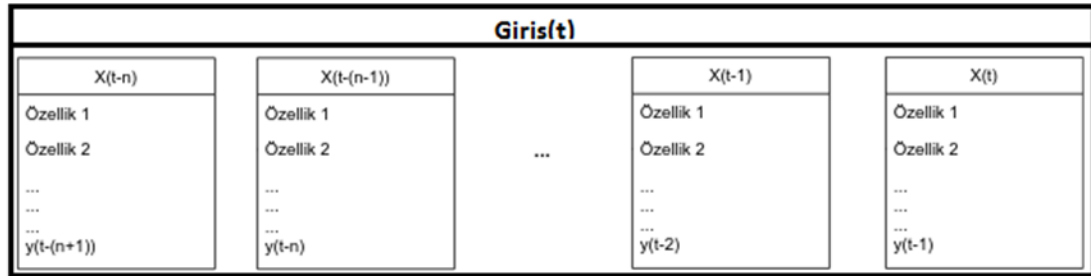 Giris(t)
X(t-n)
Özellik 1
Özellik 2
...
...
...
y(t-(n+1))
X(t-(n-1))
Özellik 1
Özellik 2
...
...
...
y(t-n)
...
X(t-1)
Özellik 1
Özellik 2
...
...
...
y(t-2)
X(t)
Özellik 1
Özellik 2
...
...
...
y(t-1)